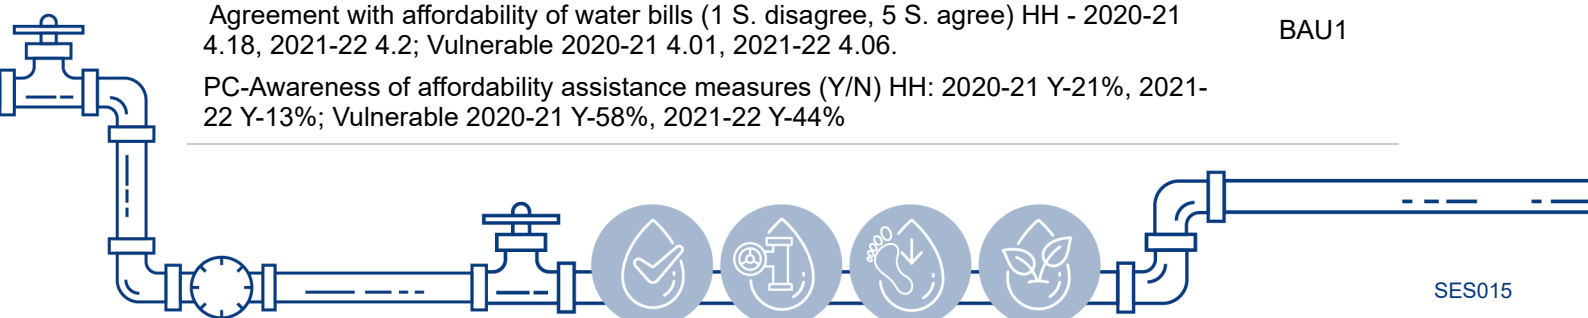 Agreement with affordability of water bills (1 S. disagree, 5 S. agree) HH - 2020-21
4.18, 2021-22 4.2; Vulnerable 2020-21 4.01, 2021-22 4.06.
BAU1
PC-Awareness of affordability assistance measures (Y/N) HH: 2020-21 Y-21%, 2021-
22 Y-13%; Vulnerable 2020-21 Y-58%, 2021-22 Y-44%
SES015